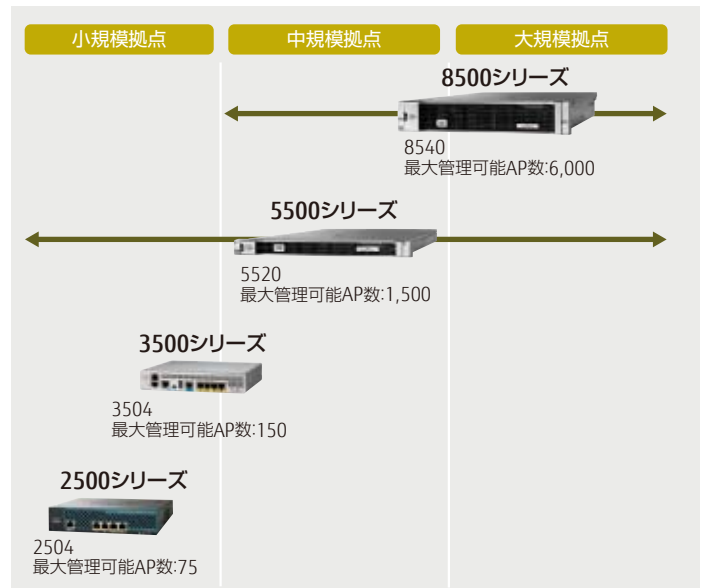 小規模拠点 中規模拠点 大規模拠点
8500シリーズ
8540
最大管理可能AP数:6,000
5500シリーズ
5520
最大管理可能AP数:1,500
3500シリーズ
3504
最大管理可能AP数:150
2500シリーズ
2504
最大管理可能AP数:75